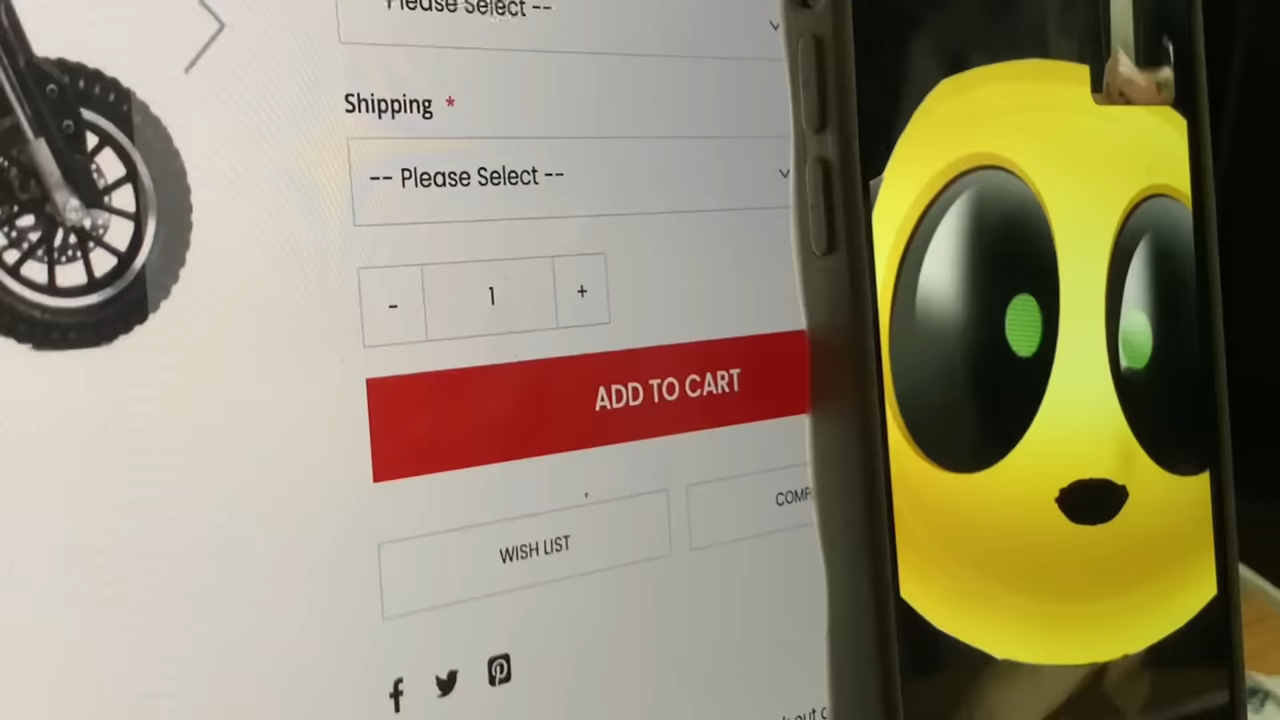 Please Select --
Shipping *
-- Please Select --
- 1 +
ADD TO CART
WISH LIST
COMP